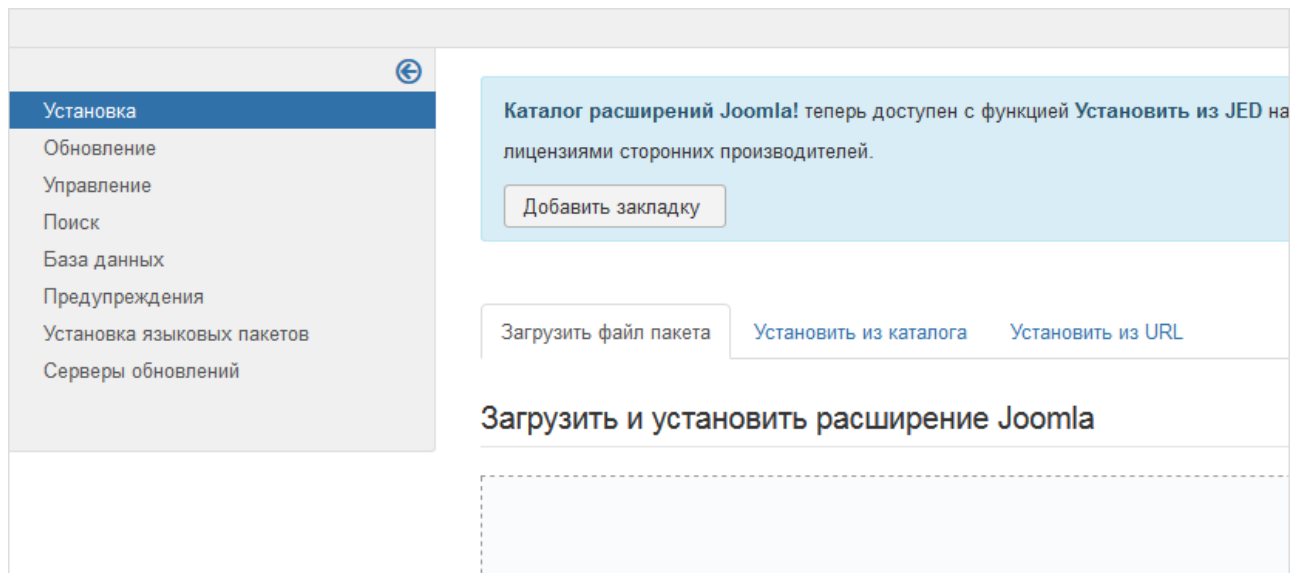 Установка
Обновление
Управление
Поиск
База данных
Предупреждения
Установка языковых пакетов
Серверы обновлений
Каталог расширений Joomla! теперь доступен с функцией Установить из JED на
лицензиями сторонних производителей.
Добавить закладку
Загрузить файл пакета Установить из каталога Установить из URL
Загрузить и установить расширение Joomla